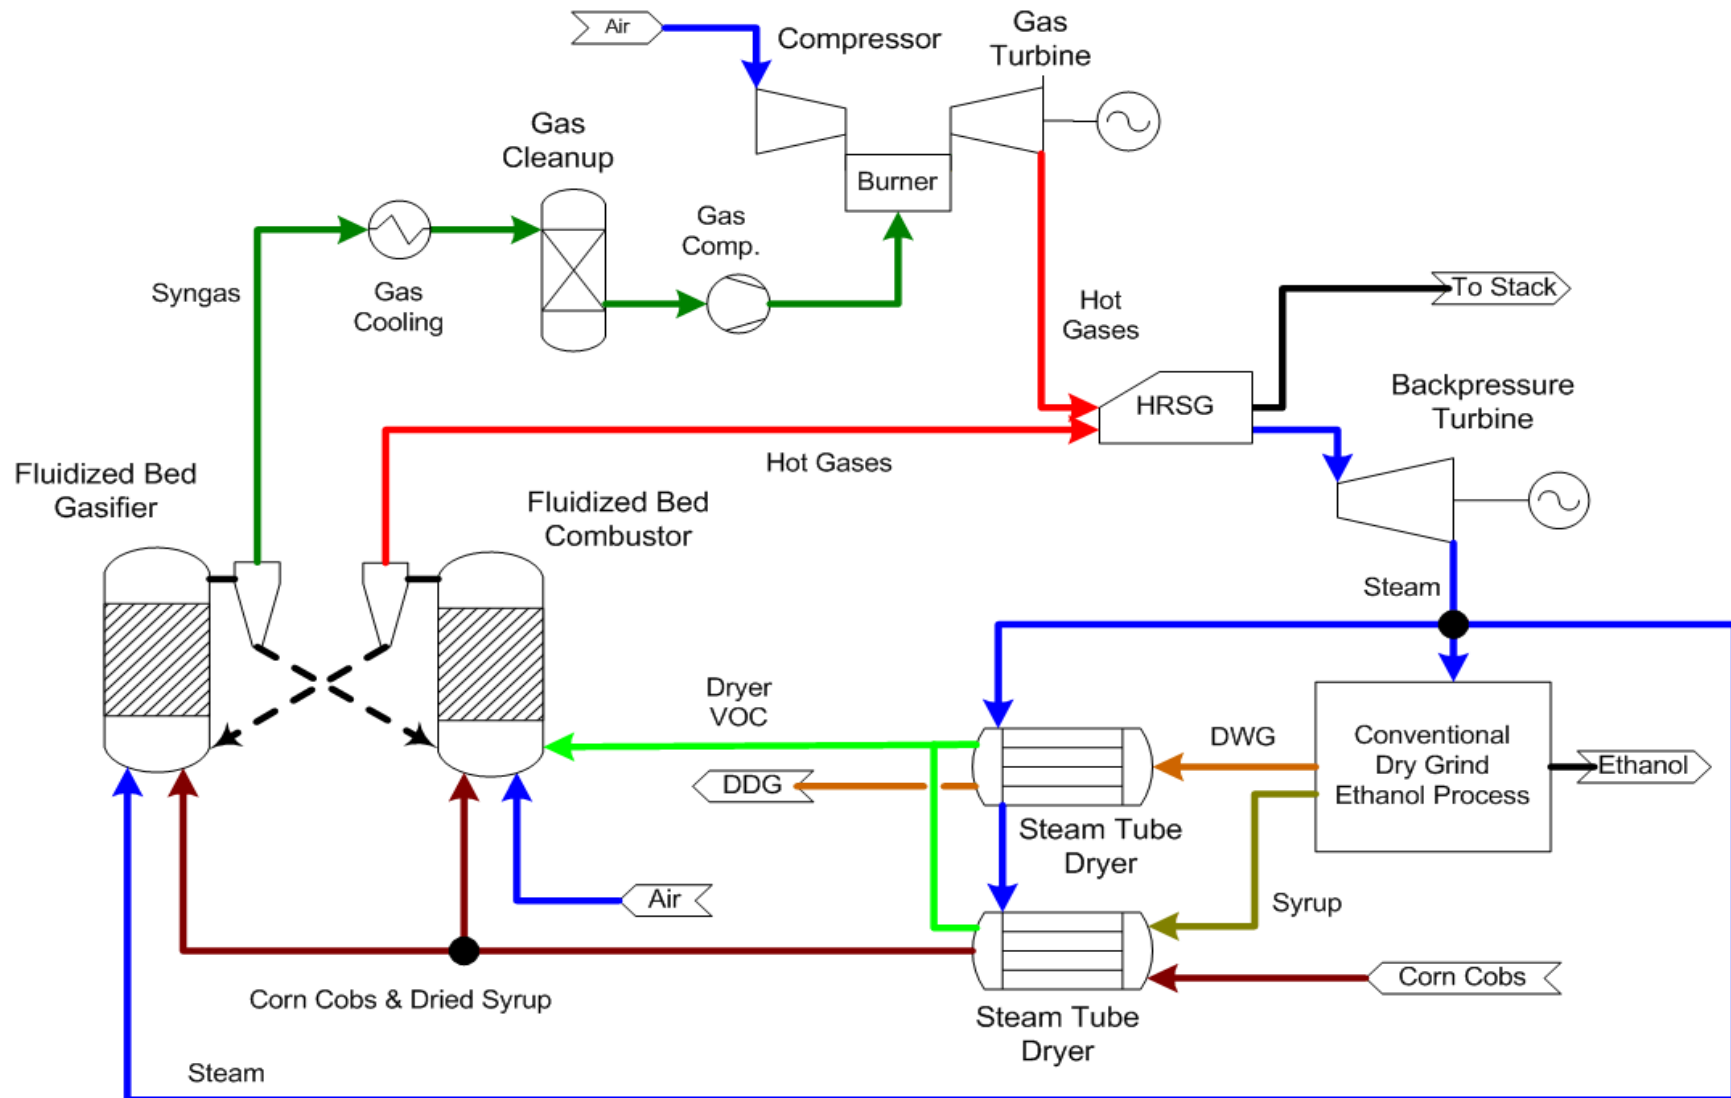 Air
Compressor
Gas
Turbine
Gas
Cleanup
Burner
Gas
Comp.
Syngas
Gas
Cooling
Hot
Gases
To Stack
HRSG
Backpressure
Turbine
Hot Gases
Fluidized Bed
Gasifier
Fluidized Bed
Combustor
Steam
Dryer
VOC
DWG
Conventional
Dry Grind
Ethanol Process
Ethanol
DDG
Steam Tube
Dryer
Air
Syrup
Corn Cobs
Corn Cobs & Dried Syrup
Steam Tube
Dryer
Steam